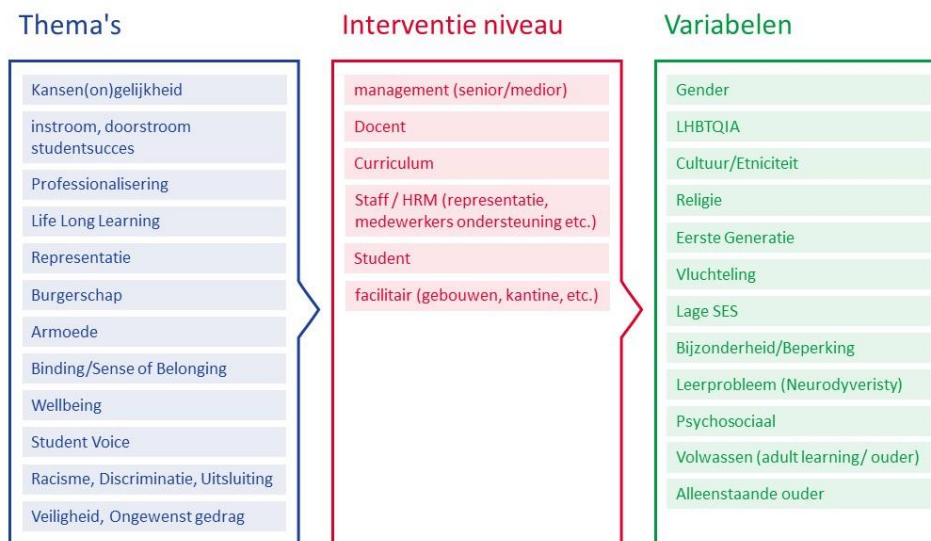 Thema's
Kansen(on)gelijkheid
instroom, doorstroom
studentsucces
Professionalisering
Life Long Learning
Representatie
Burgerschap
Armoede
Binding/Sense of Belonging
Wellbeing
Student Voice
Racisme, Discriminatie, Uitsluiting
Veiligheid, Ongewenst gedrag
Interventie niveau
management (senior/medior)
Docent
Curriculum
Staff / HRM (representatie,
medewerkers ondersteuning etc.)
Student
facilitair (gebouwen, kantine, etc.)
Variabelen
Gender
LHBTQIA
Cultuur/Etniciteit
Religie
Eerste Generatie
Vluchteling
Lage SES
Bijzonderheid/Beperking
Leerprobleem (Neurodyveristy)
Psychosociaal
Volwassen (adult learning/ ouder)
Alleenstaande ouder